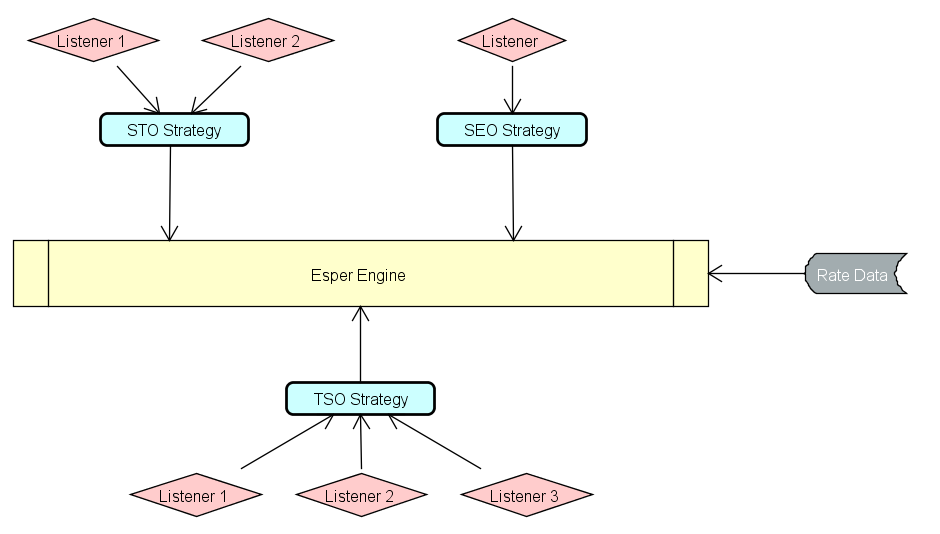 Listener 1
Listener 2
Listener
STO Strategy
SEO Strategy
Esper Engine
Rate Data
TSO Strategy
Listener 1
Listener 2
Listener 3